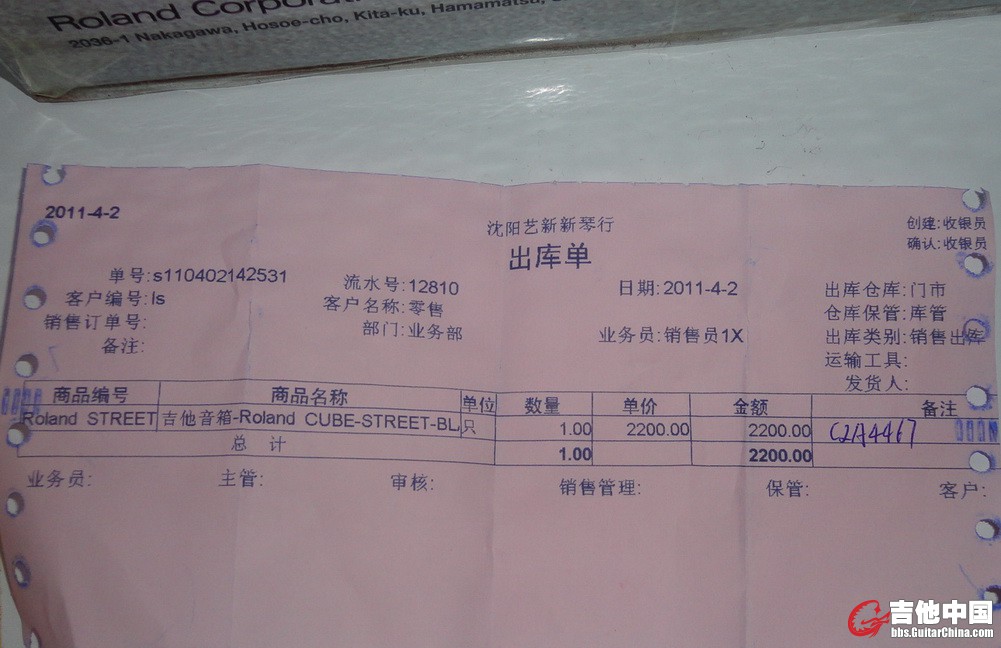 Roland Corporat
2036-1 Nakagawa, Hosoe-cho, Kita-ku, Hamamatsu,
2011-4-2
沈阳艺新新琴行
出库单
创建:收银员
确认:收银员
单号:s110402142531
流水号:12810
日期:2011-4-2
出库仓库:门市
客户编号:ls
客户名称:零售
仓库保管:库管
销售订单号:
部门:业务部
业务员:销售员1X
出库类别:销售出库
备注:
运输工具:
发货人:
商品编号 商品名称 单位 数量 单价 金额 备注
Roland STREET 吉他音箱-Roland CUBE-STREET-BL 只 1.00 2200.00 2200.00 C2A4467
总 计 1.00 2200.00
业务员: 主管: 审核: 销售管理: 保管: 客户:
吉他中国
bbs.GuitarChina.com